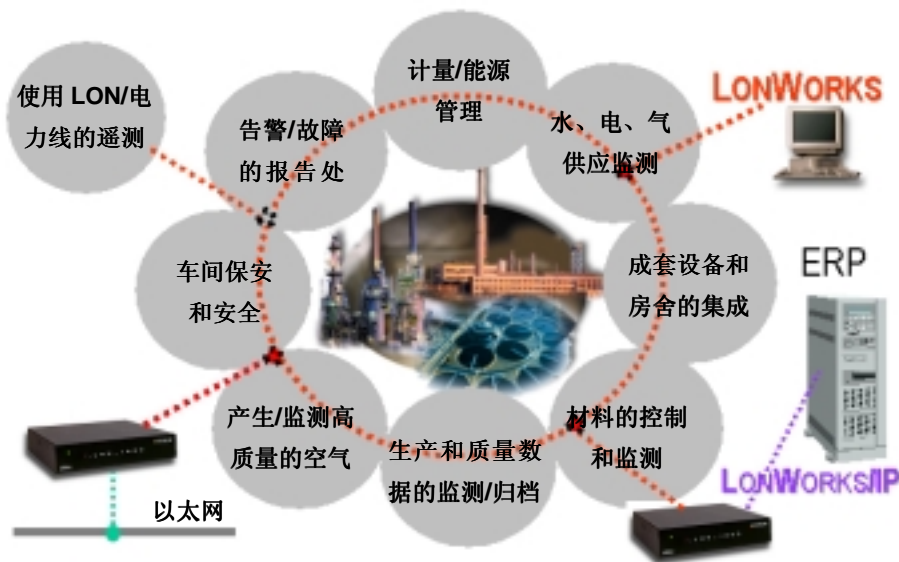 计量/能源
管理
使用 LON/电
力线的遥测
告警/故障
的报告处
水、电、气
供应监测
LONWORKS
车间保安
和安全
成套设备和
房舍的集成
ERP
产生/监测高
质量的空气
生产和质量数
据的监测/归档
材料的控制
和监测
LONWORKS/IP
以太网